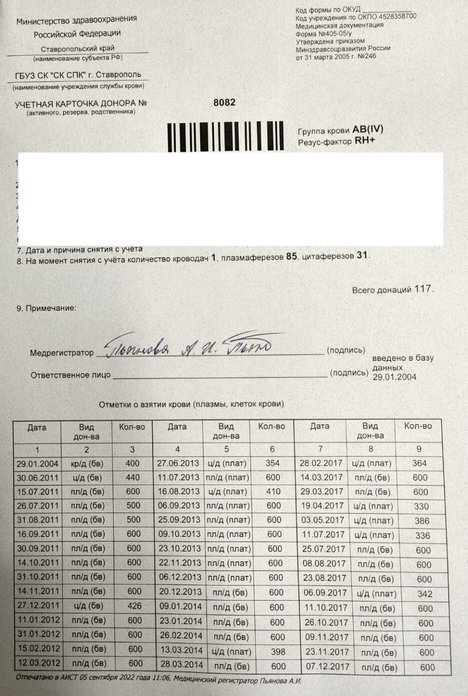 Министерство здравоохранения
Российской Федерации
Ставропольский край
(наименование субъекта РФ)
ГБУЗ СК "СК СПК" г. Ставрополь
(наименование учреждения службы крови)
УЧЕТНАЯ КАРТОЧКА ДОНОРА №
(активного, резерва, родственника)
8082
Код формы по ОКУД
Код учреждения по ОКПО 4528358700
Медицинская документация
Форма №405-05/у
Утверждена приказом
Минздравсоцразвития России
от 31 марта 2005 г. №246
Группа крови AB(IV)
Резус-фактор RH+
7. Дата и причина снятия с учёта
8. На момент снятия с учёта количество кроводач 1, плазмаферезов 85, цитаферезов 31.
Всего донаций 117.
9. Примечание:
Медрегистратор Пьянова А.И. (подпись)
Ответственное лицо (подпись)
введено в базу
данных
29.01.2004
Отметки о взятии крови (плазмы, клеток крови)
Дата Вид дон-ва Кол-во Дата Вид дон-ва Кол-во Дата Вид дон-ва Кол-во
1 2 3 4 5 6 7 8 9
29.01.2004 кр/д (бв) 400 27.06.2013 ц/д (плат) 354 28.02.2017 ц/д (плат) 364
30.06.2011 ц/д (бв) 440 11.07.2013 пл/д (бв) 600 14.03.2017 пл/д (бв) 600
15.07.2011 пл/д (бв) 600 16.08.2013 ц/д (плат) 410 29.03.2017 пл/д (бв) 600
26.07.2011 пл/д (бв) 500 06.09.2013 пл/д (бв) 600 19.04.2017 ц/д (плат) 330
31.08.2011 пл/д (бв) 500 25.09.2013 пл/д (бв) 600 03.05.2017 ц/д (плат) 386
16.09.2011 пл/д (бв) 600 09.10.2013 пл/д (бв) 600 11.07.2017 ц/д (плат) 336
30.09.2011 пл/д (бв) 600 23.10.2013 пл/д (бв) 600 25.07.2017 пл/д (бв) 600
14.10.2011 пл/д (бв) 600 22.11.2013 пл/д (бв) 600 08.08.2017 пл/д (бв) 600
31.10.2011 пл/д (бв) 600 06.12.2013 пл/д (бв) 600 23.08.2017 пл/д (бв) 600
14.11.2011 пл/д (бв) 600 20.12.2013 пл/д (бв) 600 06.09.2017 ц/д (плат) 342
27.12.2011 ц/д (бв) 426 09.01.2014 пл/д (бв) 600 11.10.2017 пл/д (бв) 600
11.01.2012 пл/д (бв) 600 23.01.2014 пл/д (бв) 600 26.10.2017 пл/д (бв) 600
31.01.2012 пл/д (бв) 600 26.02.2014 пл/д (бв) 600 09.11.2017 пл/д (бв) 600
15.02.2012 пл/д (бв) 600 13.03.2014 ц/д (плат) 398 23.11.2017 пл/д (бв) 600
12.03.2012 пл/д (бв) 600 28.03.2014 пл/д (бв) 600 07.12.2017 пл/д (бв) 600
Отпечатано в АИСТ 05 сентября 2022 года 11:06, Медицинский регистратор Пьянова А.И.